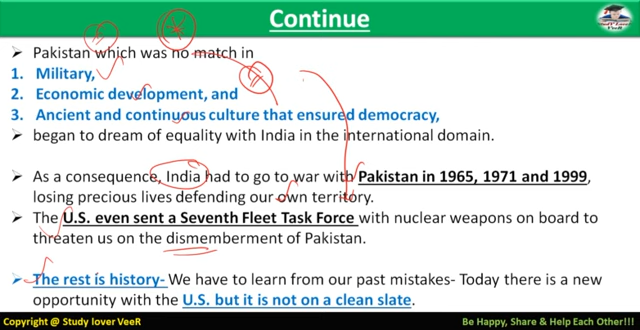 Continue
➢ Pakistan which was no match in
1. Military,
2. Economic development, and
3. Ancient and continuous culture that ensured democracy,
➢ began to dream of equality with India in the international domain.
➢ As a consequence, India had to go to war with Pakistan in 1965, 1971 and 1999,
losing precious lives defending our own territory.
➢ The U.S. even sent a Seventh Fleet Task Force with nuclear weapons on board to
threaten us on the dismemberment of Pakistan.
➢ The rest is history- We have to learn from our past mistakes- Today there is a new
opportunity with the U.S. but it is not on a clean slate.
Copyright @ Study lover VeeR
Be Happy, Share & Help Each Other!!!